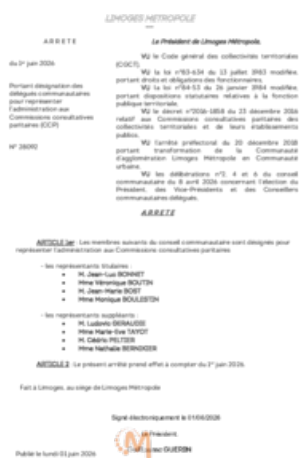 LIMOGES METROPOLE
ARRETE
du 1er juin 2026
Portant désignation des
délégués communautaires
pour représenter
l'administration aux
Commissions consultatives
paritaires (CCP)
N° 28092
Le Président de Limoges Métropole,
VU le Code général des collectivités territoriales
(CGCT),
VU la loi n°83-634 du 13 juillet 1983 modifiée,
portant droits et obligations des fonctionnaires,
VU la loi n°84-53 du 26 janvier 1984 modifiée,
portant dispositions statutaires relatives à la fonction
publique territoriale,
VU le decret n°2016-1858 du 23 décembre 2016
relatif aux Commissions consultatives paritaires des
collectivités territoriales et de leurs établissements
publics,
VU l'arrêté préfectoral du 20 décembre 2018
portant transformation de la Communauté
d'agglomération Limoges Métropole en Communauté
urbaine
VU les délibérations n°2, 4 et 6 du conseil
communautaire du 8 avril 2026 concernant l'élection du
Président, des Vice-Présidents et des Conseillers
communautaires délégués,
ARRETE
ARTICLE 1er : Les membres suivants du conseil communautaire sont désignés pour
représenter l'administration aux Commissions consultatives paritaires
- les représentants titulaires :
• M. Jean-Luc BONNET
• Mme Véronique BOUTIN
• M. Jean-Marie BOST
• Mme Monique BOULESTIN
- les représentants suppléants :
• M. Ludovic GERAUDIE
• Mme Marie-Eve TAYOT
• M. Cédric PELTIER
• Mme Nathalie BERNIKIER
ARTICLE 2 : Le présent arrêté prend effet à compter du 1er juin 2026.
Fait à Limoges, au siège de Limoges Métropole
Signé électroniquement le 01/06/2026
Le Président
GUERIN
Publié le lundi 01 juin 2026